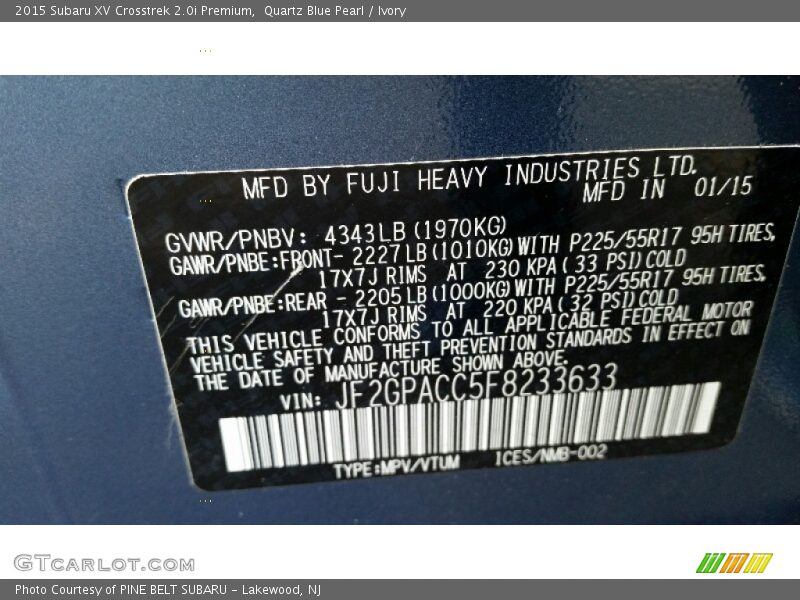 2015 Subaru XV Crosstrek 2.0i Premium,  Quartz Blue Pearl / Ivory
MFD BY FUJI HEAVY INDUSTRIES LTD.
MFD IN 01/15
GVWR/PNBV: 4343LB (1970KG)
GAWR/PNBE:FRONT- 2227LB (1010KG) WITH P225/55R17 95H TIRES,
17X7J RIMS AT 230 KPA (33 PSI) COLD
GAWR/PNBE:REAR - 2205LB (1000KG) WITH P225/55R17 95H TIRES,
17X7J RIMS AT 220 KPA (32 PSI) COLD
THIS VEHICLE CONFORMS TO ALL APPLICABLE FEDERAL MOTOR
VEHICLE SAFETY AND THEFT PREVENTION STANDARDS IN EFFECT ON
THE DATE OF MANUFACTURE SHOWN ABOVE.
VIN: JF2GPACC5F8233633
TYPE:MPV/VTUM ICES/NMB-002
GTCARLOT.COM
Photo Courtesy of PINE BELT SUBARU - Lakewood, NJ